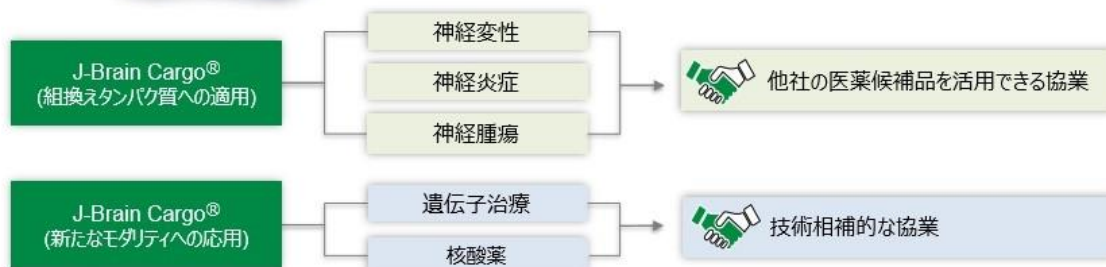 J-Brain Cargo®
(組換えタンパク質への適用)
神経変性
神経炎症
神経腫瘍
他社の医薬候補品を活用できる協業
J-Brain Cargo®
(新たなモダリティへの応用)
遺伝子治療
核酸薬
技術相補的な協業